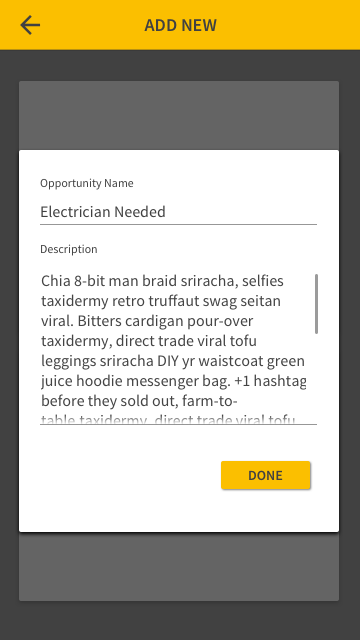 ADD NEW
Opportunity Name
Electrician Needed
Description
Chia 8-bit man braid sriracha, selfies
taxidermy retro truffaut swag seitan
viral. Bitters cardigan pour-over
taxidermy, direct trade viral tofu
leggings sriracha DIY yr waistcoat green
juice hoodie messenger bag. +1 hashtag
before they sold out, farm-to-
table taxidermy, direct trade viral tofu
DONE